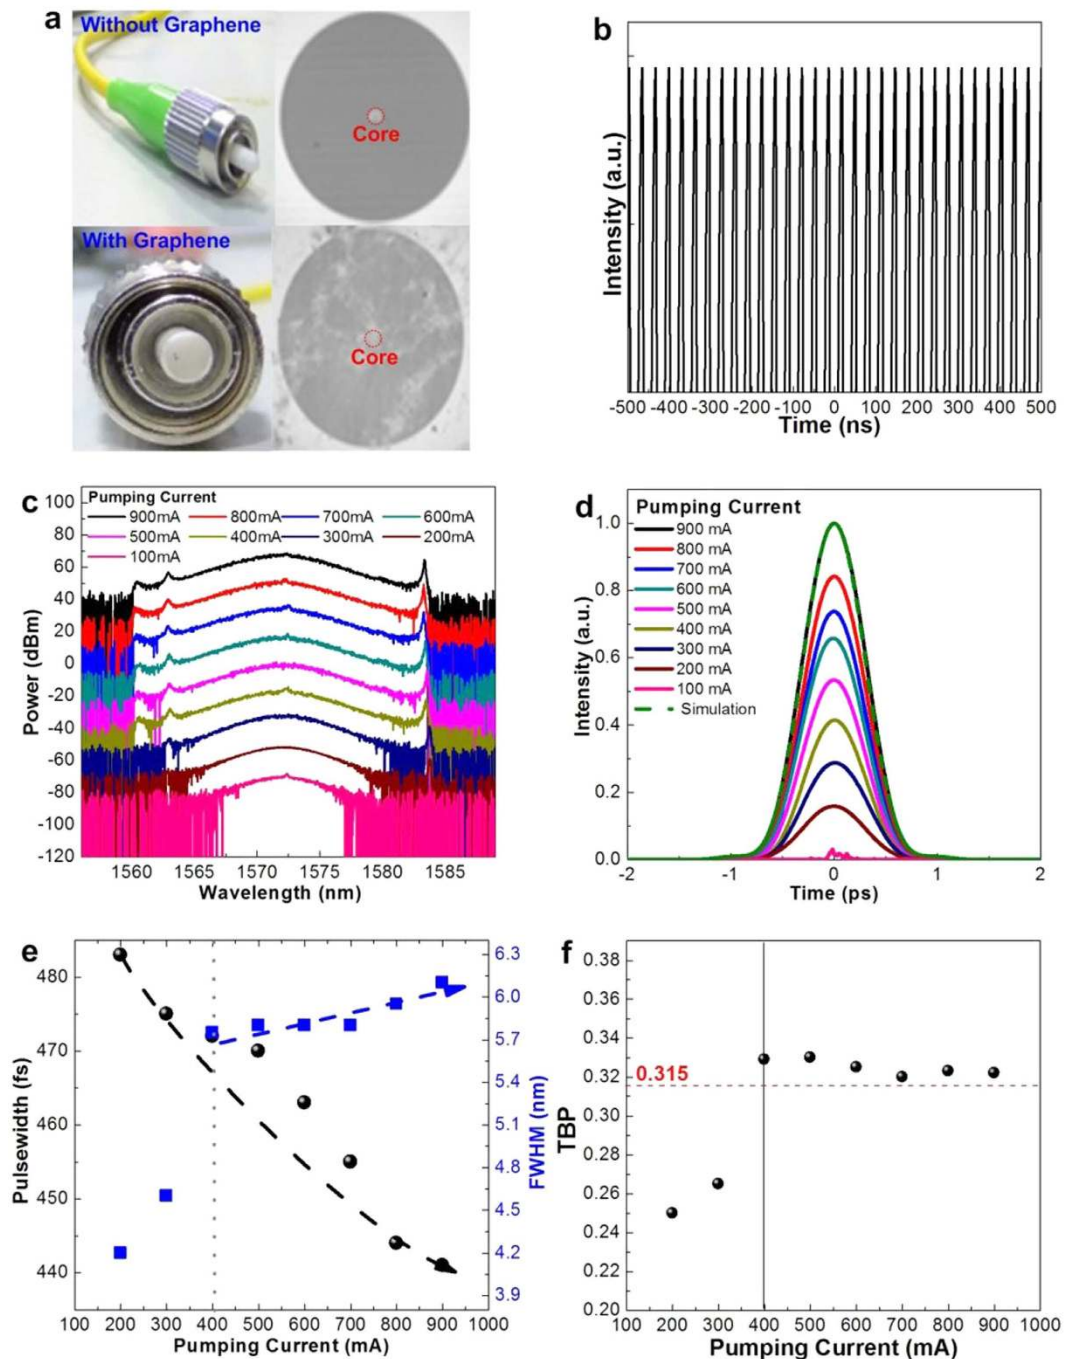 a
Without Graphene
Core
With Graphene
Core
b
Intensity (a.u.)
-500 -400 -300 -200 -100 0 100 200 300 400 500
Time (ns)
c
Pumping Current
900mA 800mA 700mA 600mA
500mA 400mA 300mA 200mA
100mA
Power (dBm)
100
80
60
40
20
0
-20
-40
-60
-80
-100
-120
1560 1565 1570 1575 1580 1585
Wavelength (nm)
d
Pumping Current
900 mA
800 mA
700 mA
600 mA
500 mA
400 mA
300 mA
200 mA
100 mA
Simulation
Intensity (a.u.)
1.0
0.8
0.6
0.4
0.2
0.0
-2 -1 0 1 2
Time (ps)
e
Pulsewidth (fs)
480
470
460
450
440
6.3
6.0
5.7
5.4
5.1
4.8
4.5
4.2
3.9
FWHM (nm)
100 200 300 400 500 600 700 800 900 1000
Pumping Current (mA)
f
TBP
0.38
0.36
0.34
0.32
0.30
0.28
0.26
0.24
0.22
0.20
0.315
100 200 300 400 500 600 700 800 900 1000
Pumping Current (mA)